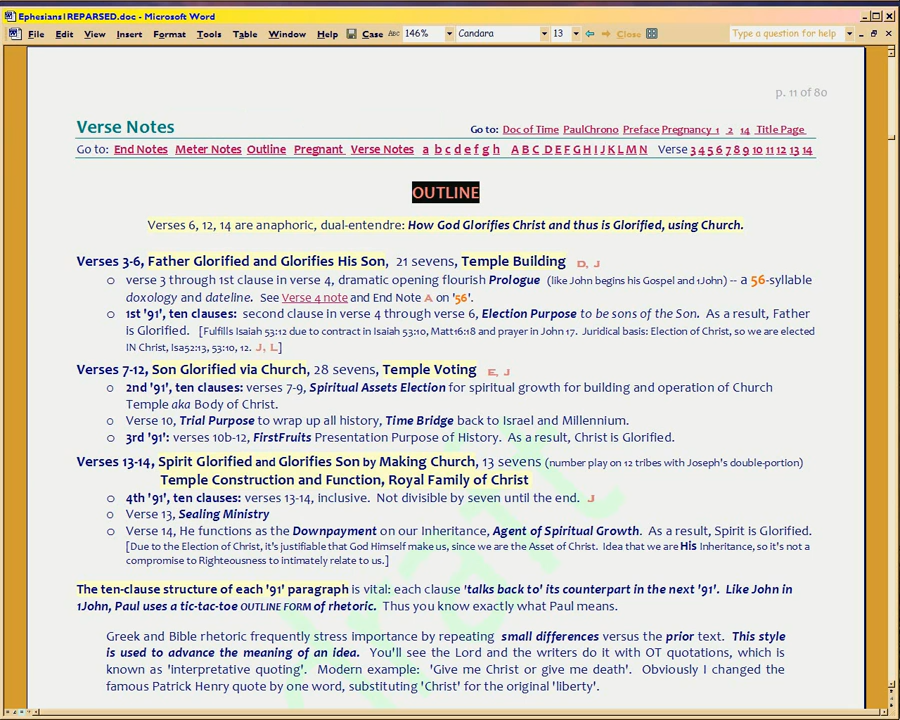 Ephesians1REPARSED.doc - Microsoft Word
File Edit View Insert Format Tools Table Window Help Case ABC 146% Candara 13 Close Type a question for help
p. 11 of 80
Verse Notes Go to: Doc of Time PaulChrono Preface Pregnancy 1 2 14 Title Page
Go to: End Notes Meter Notes Outline Pregnant Verse Notes a b c d e f g h A B C D E F G H I J K L M N Verse 3 4 5 6 7 8 9 10 11 12 13 14
OUTLINE
Verses 6, 12, 14 are anaphoric, dual-entendre: How God Glorifies Christ and thus is Glorified, using Church.
Verses 3-6, Father Glorified and Glorifies His Son, 21 sevens, Temple Building D, J
o verse 3 through 1st clause in verse 4, dramatic opening flourish Prologue (like John begins his Gospel and 1John) -- a 56-syllable
doxology and dateline. See Verse 4 note and End Note A on '56'.
o 1st '91', ten clauses: second clause in verse 4 through verse 6, Election Purpose to be sons of the Son. As a result, Father
is Glorified. [Fulfills Isaiah 53:12 due to contract in Isaiah 53:10, Matt16:18 and prayer in John 17. Juridical basis: Election of Christ, so we are elected
IN Christ, Isa52:13, 53:10, 12. J, L]
Verses 7-12, Son Glorified via Church, 28 sevens, Temple Voting E, J
o 2nd '91', ten clauses: verses 7-9, Spiritual Assets Election for spiritual growth for building and operation of Church
Temple aka Body of Christ.
o Verse 10, Trial Purpose to wrap up all history, Time Bridge back to Israel and Millennium.
o 3rd '91': verses 10b-12, FirstFruits Presentation Purpose of History. As a result, Christ is Glorified.
Verses 13-14, Spirit Glorified and Glorifies Son by Making Church, 13 sevens (number play on 12 tribes with Joseph's double-portion)
Temple Construction and Function, Royal Family of Christ
o 4th '91', ten clauses: verses 13-14, inclusive. Not divisible by seven until the end. J
o Verse 13, Sealing Ministry
o Verse 14, He functions as the Downpayment on our Inheritance, Agent of Spiritual Growth. As a result, Spirit is Glorified.
[Due to the Election of Christ, it's justifiable that God Himself make us, since we are the Asset of Christ. Idea that we are His Inheritance, so it's not a
compromise to Righteousness to intimately relate to us.]
The ten-clause structure of each '91' paragraph is vital: each clause 'talks back to' its counterpart in the next '91'. Like John in
1John, Paul uses a tic-tac-toe OUTLINE FORM of rhetoric. Thus you know exactly what Paul means.
Greek and Bible rhetoric frequently stress importance by repeating small differences versus the prior text. This style
is used to advance the meaning of an idea. You'll see the Lord and the writers do it with OT quotations, which is
known as 'interpretative quoting'. Modern example: 'Give me Christ or give me death'. Obviously I changed the
famous Patrick Henry quote by one word, substituting 'Christ' for the original 'liberty'.